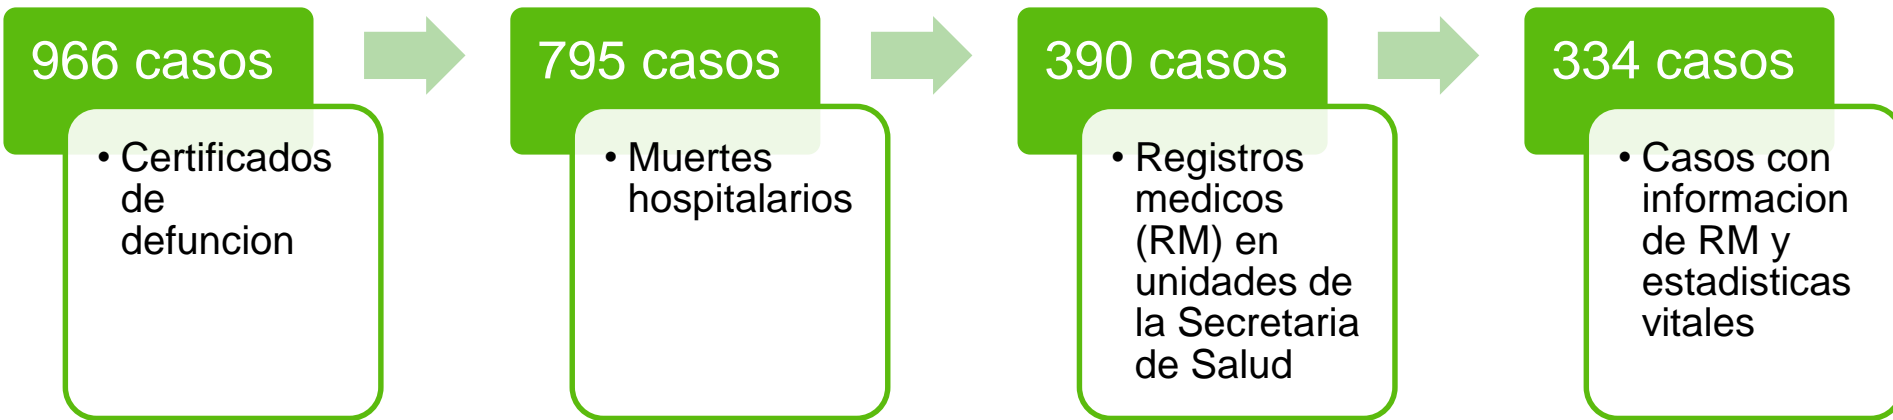 966 casos
• Certificados
de
defuncion
795 casos
• Muertes
hospitalarios
390 casos
• Registros
medicos
(RM) en
unidades de
la Secretaria
de Salud
334 casos
• Casos con
informacion
de RM y
estadisticas
vitales